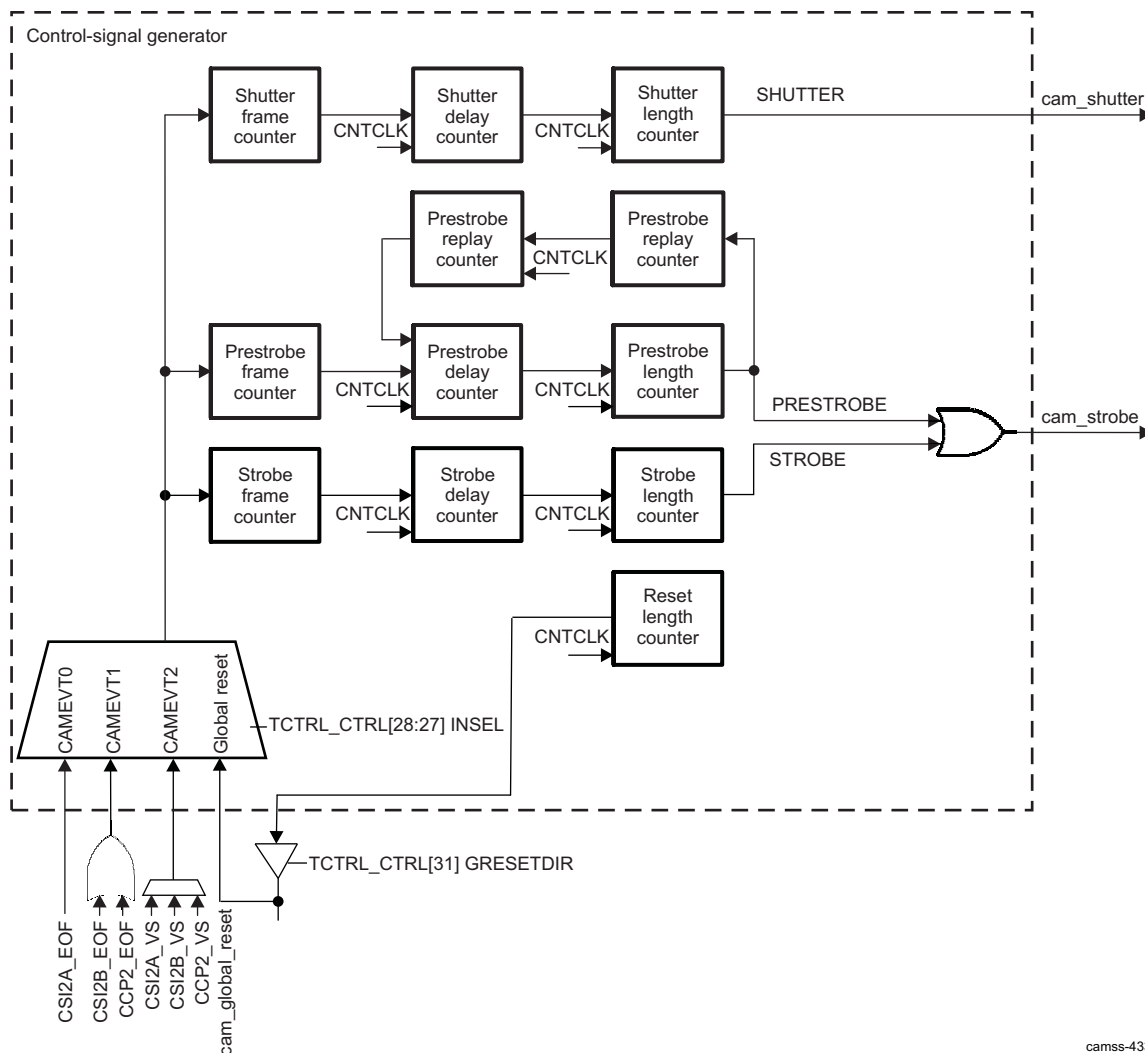 Control-signal generator
Shutter
frame
counter
CNTCLK
Shutter
delay
counter
CNTCLK
Shutter
length
counter
SHUTTER
cam_shutter
Prestrobe
replay
counter
CNTCLK
Prestrobe
replay
counter
Prestrobe
frame
counter
CNTCLK
Prestrobe
delay
counter
CNTCLK
Prestrobe
length
counter
PRESTROBE
cam_strobe
Strobe
frame
counter
CNTCLK
Strobe
delay
counter
CNTCLK
Strobe
length
counter
STROBE
CNTCLK
Reset
length
counter
CAMEVT0
CAMEVT1
CAMEVT2
Global reset
TCTRL_CTRL[28:27] INSEL
TCTRL_CTRL[31] GRESETDIR
CSI2A_EOF
CSI2B_EOF
CCP2_EOF
CSI2A_VS
CSI2B_VS
CCP2_VS
cam_global_reset
camss-43